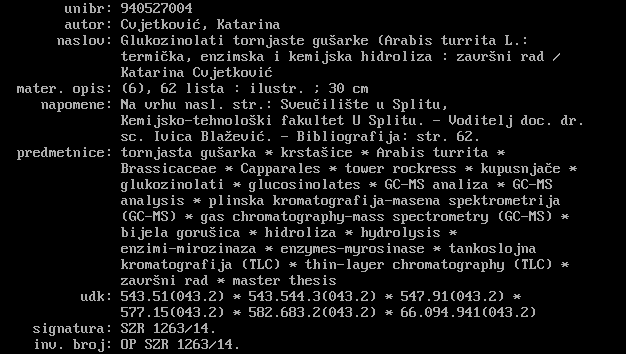 unibr: 940527004
autor: Cvjetković, Katarina
naslov: Glukozinolati tornjaste gušarke (Arabis turrita L.:
termička, enzimska i kemijska hidroliza : završni rad /
Katarina Cvjetković
mater. opis: (6), 62 lista : ilustr. ; 30 cm
napomene: Na vrhu nasl. str.: Sveučilište u Splitu,
Kemijsko-tehnološki fakultet U Splitu. - Voditelj doc. dr.
sc. Ivica Blažević. - Bibliografija: str. 62.
predmetnice: tornjasta gušarka * krstašice * Arabis turrita *
Brassicaceae * Capparales * tower rockress * kupusnjače *
glukozinolati * glucosinolates * GC-MS analiza * GC-MS
analysis * plinska kromatografija-masena spektrometrija
(GC-MS) * gas chromatography-mass spectrometry (GC-MS) *
bijela gorušica * hidroliza * hydrolysis *
enzimi-mirozinaza * enzymes-myrosinase * tankoslojna
kromatografija (TLC) * thin-layer chromatography (TLC) *
završni rad * master thesis
udk: 543.51(043.2) * 543.544.3(043.2) * 547.91(043.2) *
577.15(043.2) * 582.683.2(043.2) * 66.094.941(043.2)
signatura: SZR 1263/14.
inv. broj: OP SZR 1263/14.